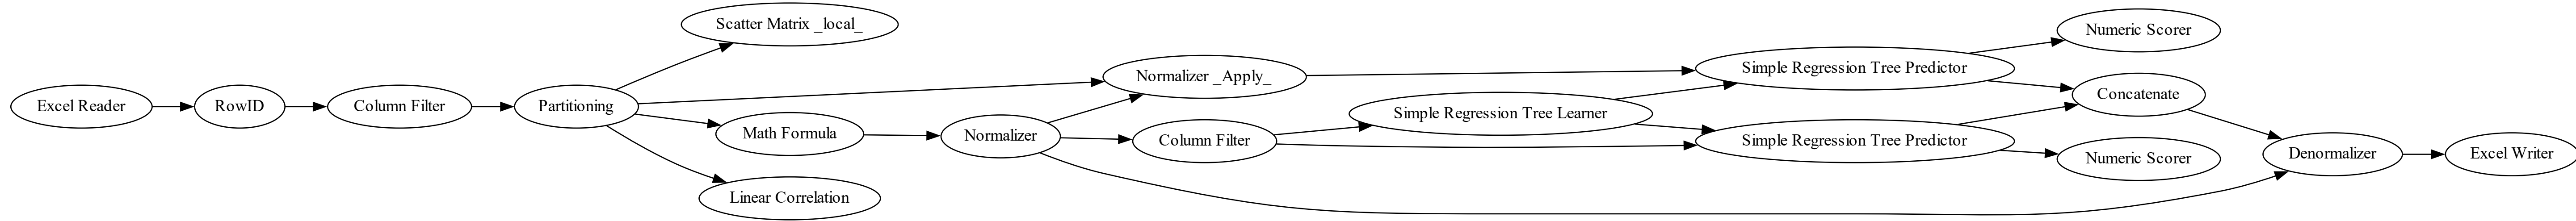 Excel Reader
RowID
Column Filter
Partitioning
Scatter Matrix _local_
Math Formula
Linear Correlation
Normalizer
Normalizer _Apply_
Column Filter
Simple Regression Tree Learner
Simple Regression Tree Predictor
Simple Regression Tree Predictor
Numeric Scorer
Concatenate
Numeric Scorer
Denormalizer
Excel Writer